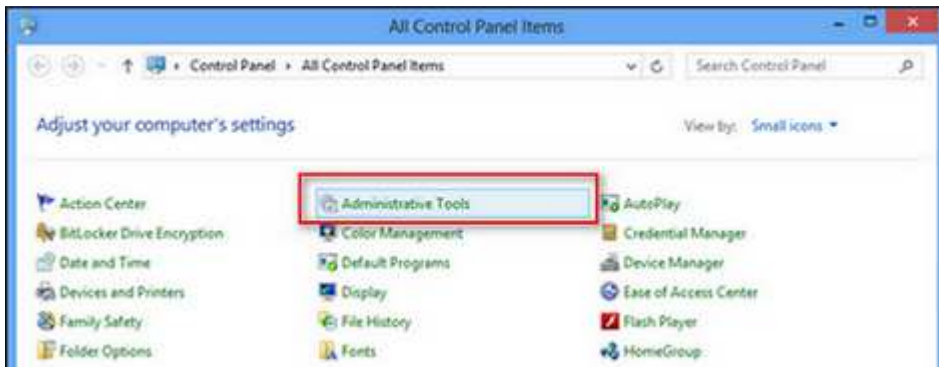 All Control Panel Items
Control Panel All Control Panel Items Search Control Panel
Adjust your computer's settings View by: Small icons
Action Center Administrative Tools AutoPlay
BitLocker Drive Encryption Color Management Credential Manager
Date and Time Default Programs Device Manager
Devices and Printers Display Ease of Access Center
Family Safety File History Flash Player
Folder Options Fonts HomeGroup